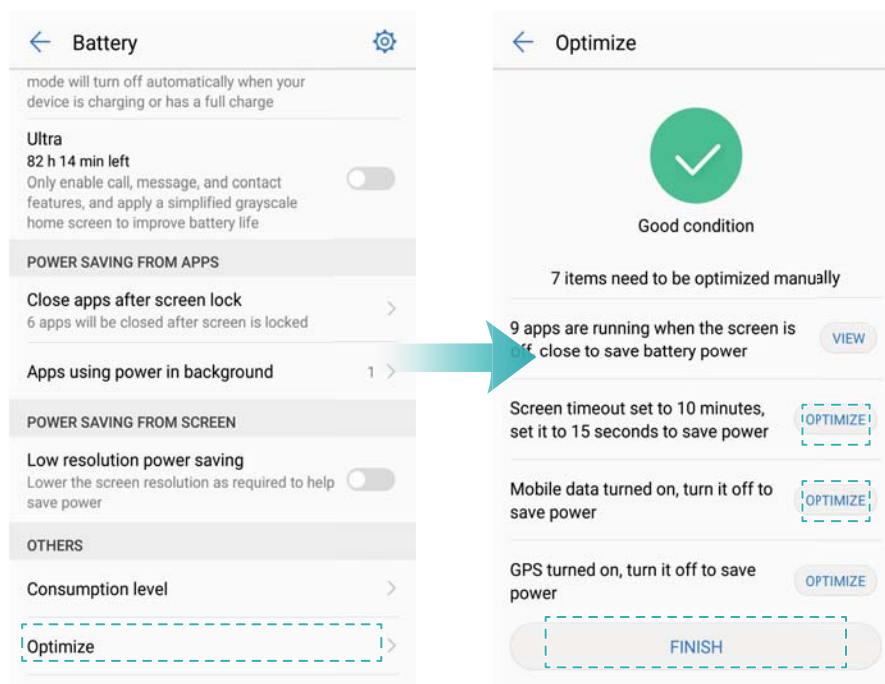 Battery
mode will turn off automatically when your
device is charging or has a full charge
Ultra
82 h 14 min left
Only enable call, message, and contact
features, and apply a simplified grayscale
home screen to improve battery life
POWER SAVING FROM APPS
Close apps after screen lock
6 apps will be closed after screen is locked
Apps using power in background
1
POWER SAVING FROM SCREEN
Low resolution power saving
Lower the screen resolution as required to help
save power
OTHERS
Consumption level
Optimize
Optimize
Good condition
7 items need to be optimized manually
9 apps are running when the screen is
off, close to save battery power
VIEW
Screen timeout set to 10 minutes,
set it to 15 seconds to save power
OPTIMIZE
Mobile data turned on, turn it off to
save power
OPTIMIZE
GPS turned on, turn it off to save
power
OPTIMIZE
FINISH